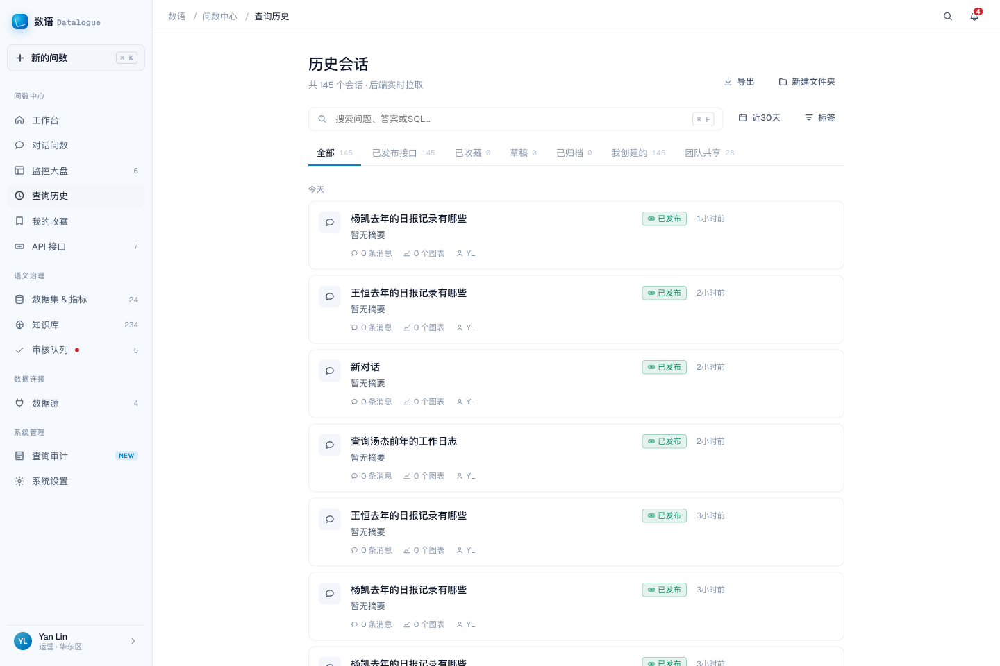 数语 Datalogue
新的问数 ⌘ K
问数中心
工作台
对话问数
监控大盘 6
查询历史
我的收藏
API 接口 7
语义治理
数据集 & 指标 24
知识库 234
审核队列 5
数据连接
数据源 4
系统管理
查询审计 NEW
系统设置
YL Yan Lin
运营 · 华东区
数语 / 问数中心 / 查询历史
4
历史会话
共 145 个会话 · 后端实时拉取
导出 新建文件夹
搜索问题、答案或SQL... ⌘ F 近30天 标签
全部 145 已发布接口 145 已收藏 0 草稿 0 已归档 0 我创建的 145 团队共享 28
今天
杨凯去年的日报记录有哪些 已发布 1小时前
暂无摘要
0 条消息 0 个图表 YL
王恒去年的日报记录有哪些 已发布 2小时前
暂无摘要
0 条消息 0 个图表 YL
新对话 已发布 2小时前
暂无摘要
0 条消息 0 个图表 YL
查询汤杰前年的工作日志 已发布 2小时前
暂无摘要
0 条消息 0 个图表 YL
王恒去年的日报记录有哪些 已发布 3小时前
暂无摘要
0 条消息 0 个图表 YL
杨凯去年的日报记录有哪些 已发布 3小时前
暂无摘要
0 条消息 0 个图表 YL
杨凯去年的日报记录有哪些 已发布 3小时前